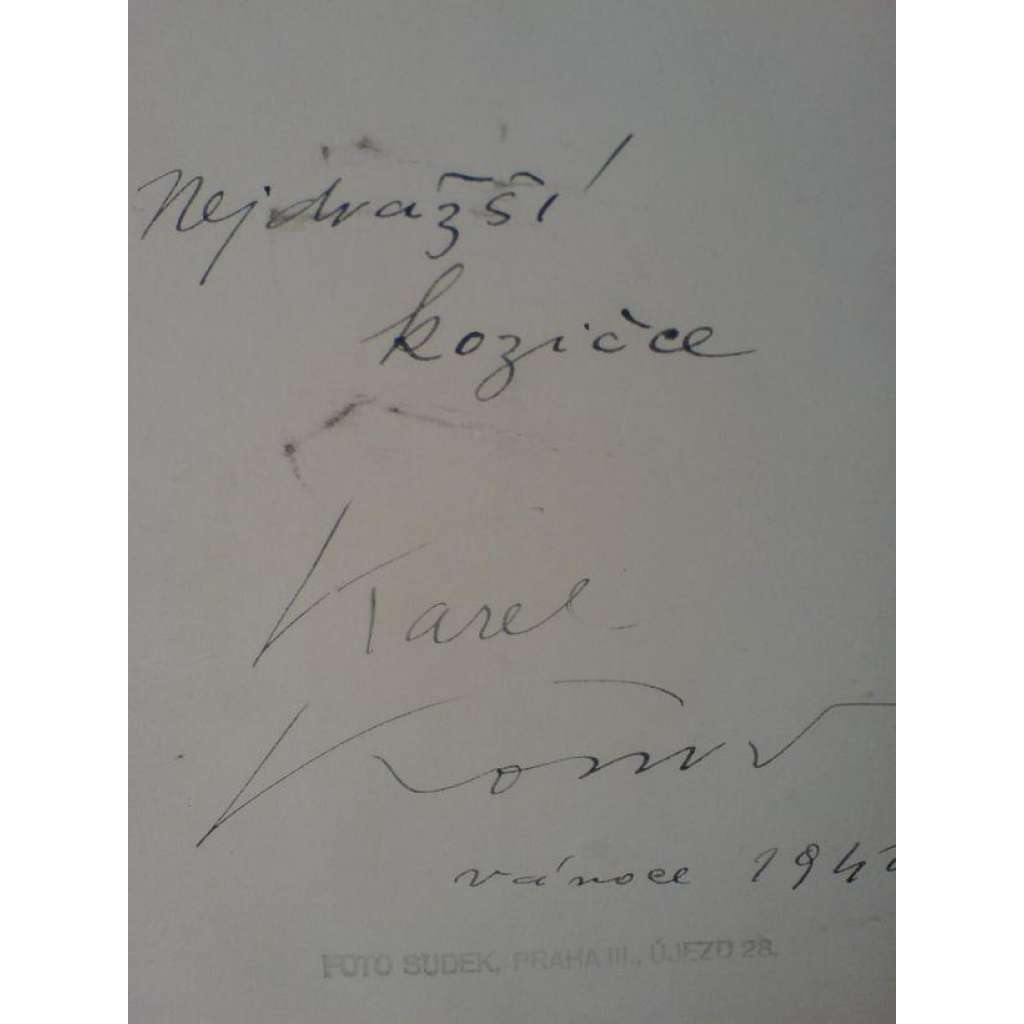 Nejdražší
kozičce
Karel
vánoce 194
FOTO SUDEK, PRAHA III., ÚJEZD 28.